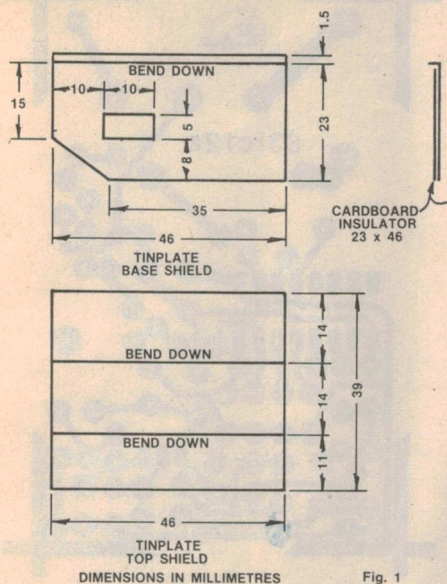 1.5
BEND DOWN
10
10
15
5
8
23
35
46
TINPLATE
BASE SHIELD
CARDBOARD
INSULATOR
23 x 46
14
BEND DOWN
14
39
BEND DOWN
11
46
TINPLATE
TOP SHIELD
DIMENSIONS IN MILLIMETRES
Fig. 1